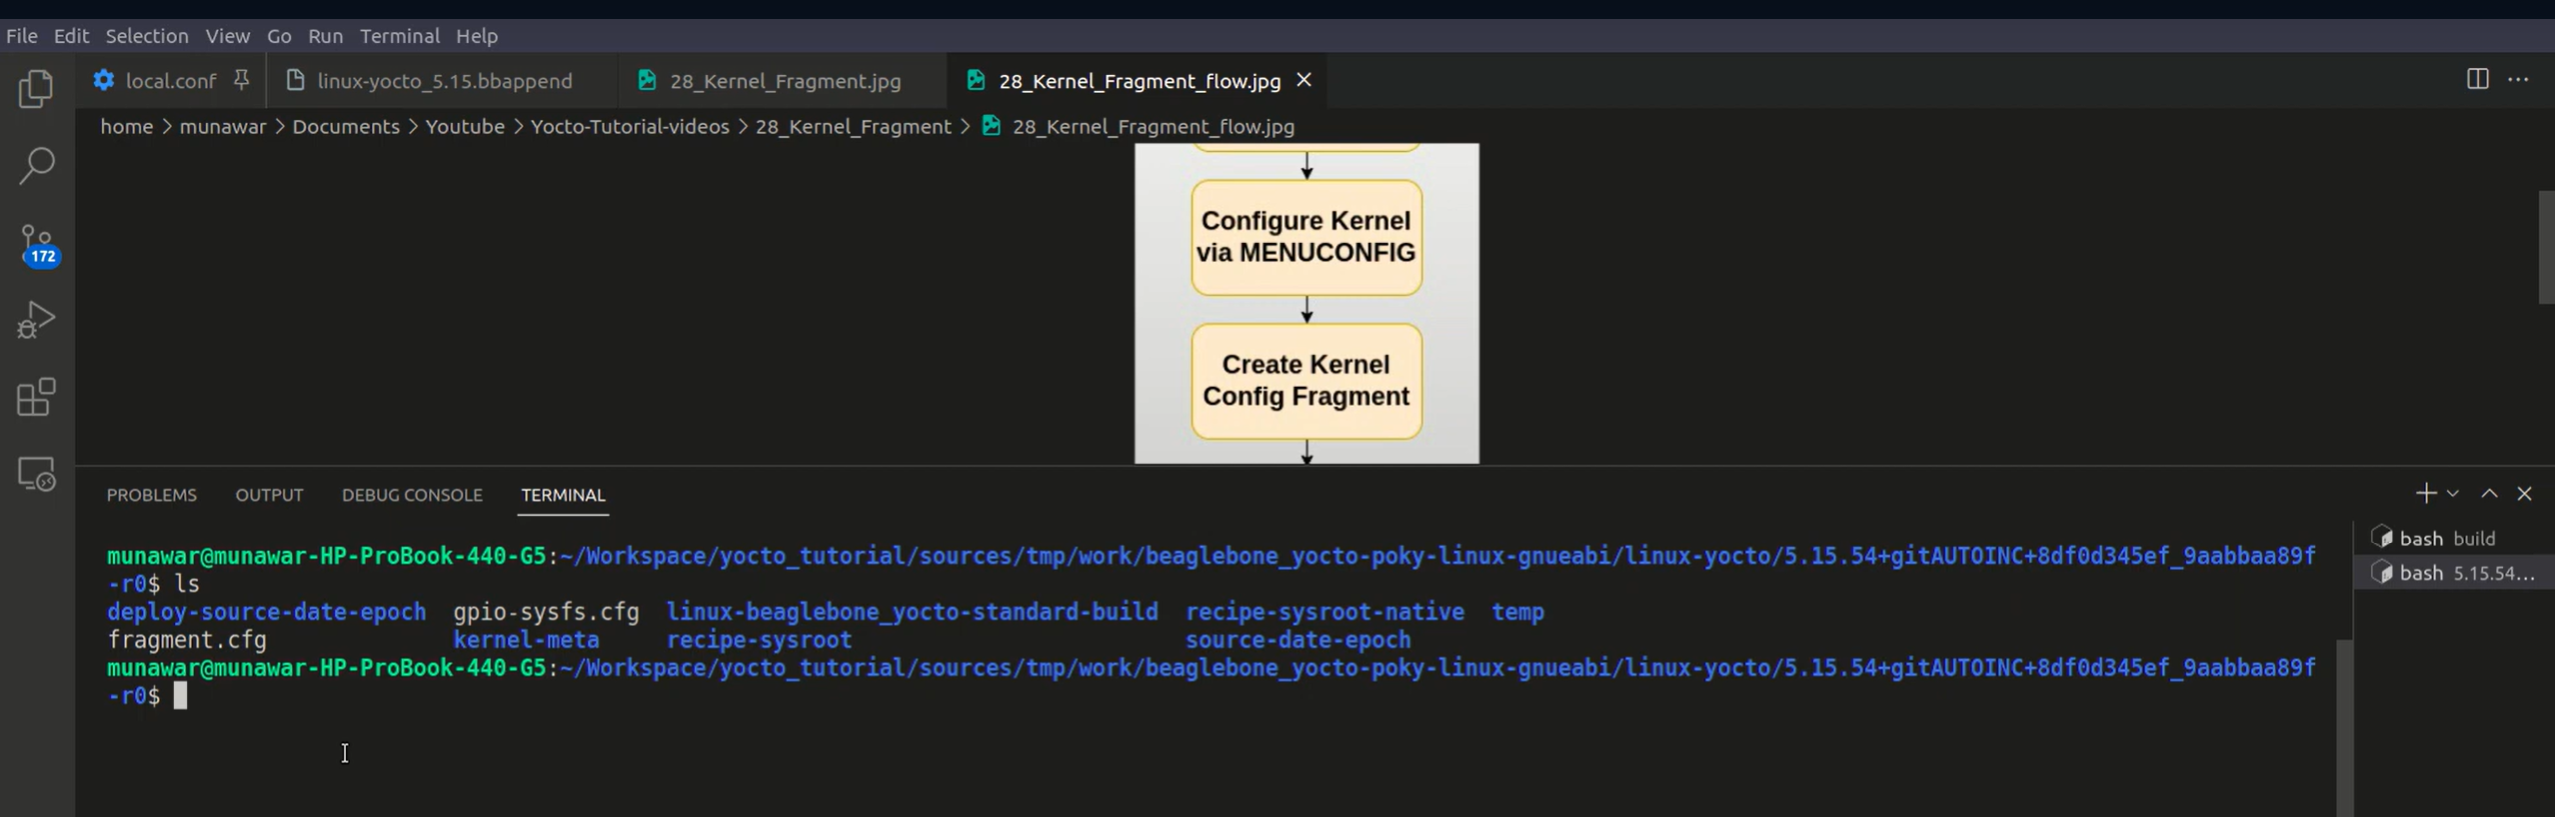 File Edit Selection View Go Run Terminal Help
local.conf linux-yocto_5.15.bbappend 28_Kernel_Fragment.jpg 28_Kernel_Fragment_flow.jpg
home > munawar > Documents > Youtube > Yocto-Tutorial-videos > 28_Kernel_Fragment > 28_Kernel_Fragment_flow.jpg
172
Configure Kernel
via MENUCONFIG
Create Kernel
Config Fragment
PROBLEMS OUTPUT DEBUG CONSOLE TERMINAL
bash build
bash 5.15.54...
munawar@munawar-HP-ProBook-440-G5:~/Workspace/yocto_tutorial/sources/tmp/work/beaglebone_yocto-poky-linux-gnueabi/linux-yocto/5.15.54+gitAUTOINC+8df0d345ef_9aabbaa89f
-r0$ ls
deploy-source-date-epoch gpio-sysfs.cfg linux-beaglebone_yocto-standard-build recipe-sysroot-native temp
fragment.cfg kernel-meta recipe-sysroot source-date-epoch
munawar@munawar-HP-ProBook-440-G5:~/Workspace/yocto_tutorial/sources/tmp/work/beaglebone_yocto-poky-linux-gnueabi/linux-yocto/5.15.54+gitAUTOINC+8df0d345ef_9aabbaa89f
-r0$